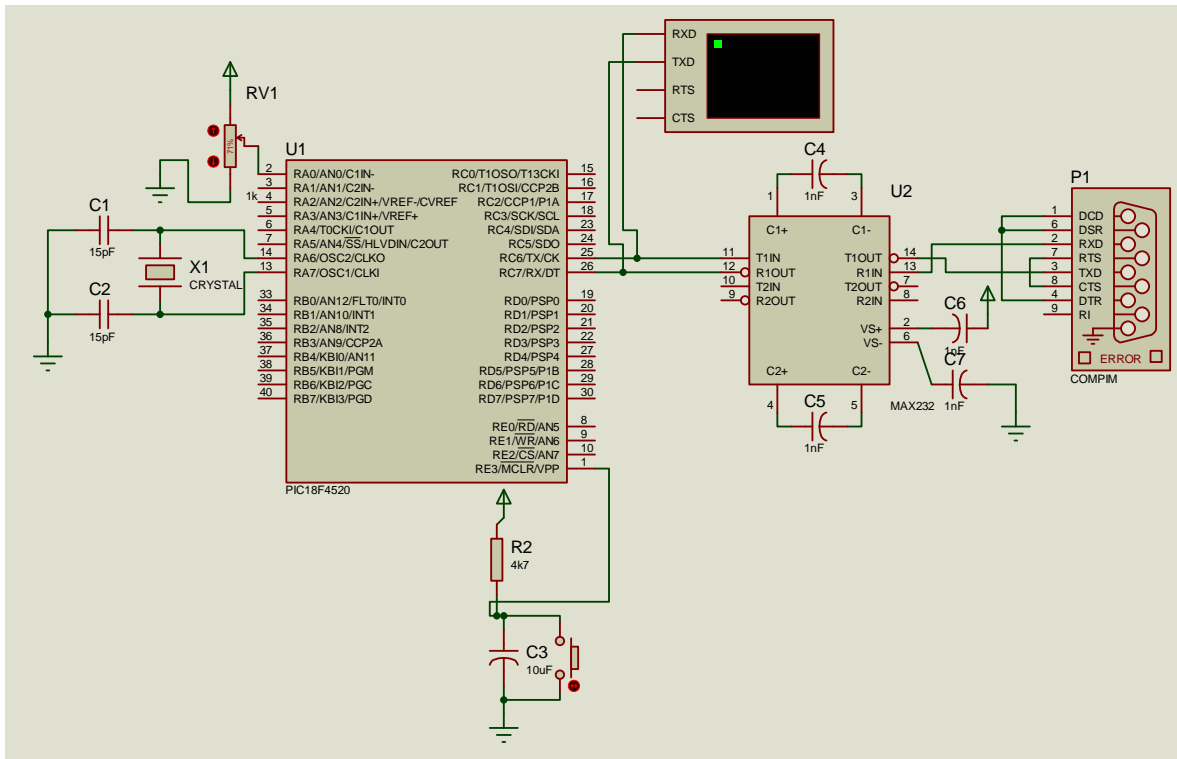 RXD
TXD
RTS
CTS
RV1
71%
1k
U1
2 RA0/AN0/C1IN-
3 RA1/AN1/C2IN-
4 RA2/AN2/C2IN+/VREF-/CVREF
5 RA3/AN3/C1IN+/VREF+
6 RA4/T0CKI/C1OUT
7 RA5/AN4/SS/HLVDIN/C2OUT
14 RA6/OSC2/CLKO
13 RA7/OSC1/CLKI
33 RB0/AN12/FLT0/INT0
34 RB1/AN10/INT1
35 RB2/AN8/INT2
36 RB3/AN9/CCP2A
37 RB4/KBI0/AN11
38 RB5/KBI1/PGM
39 RB6/KBI2/PGC
40 RB7/KBI3/PGD
RC0/T1OSO/T13CKI 15
RC1/T1OSI/CCP2B 16
RC2/CCP1/P1A 17
RC3/SCK/SCL 18
RC4/SDI/SDA 23
RC5/SDO 24
RC6/TX/CK 25
RC7/RX/DT 26
RD0/PSP0 19
RD1/PSP1 20
RD2/PSP2 21
RD3/PSP3 22
RD4/PSP4 27
RD5/PSP5/P1B 28
RD6/PSP6/P1C 29
RD7/PSP7/P1D 30
RE0/RD/AN5 8
RE1/WR/AN6 9
RE2/CS/AN7 10
RE3/MCLR/VPP 1
PIC18F4520
C1
15pF
X1
CRYSTAL
C2
15pF
R2
4k7
C3
10uF
C4
1nF
U2
1
3
C1+
C1-
11 T1IN
12 R1OUT
10 T2IN
9 R2OUT
T1OUT 14
R1IN 13
T2OUT 7
R2IN 8
VS+ 2
VS- 6
C2+
C2-
4
5
MAX232
C5
1nF
C6
1nF
C7
1nF
P1
1 DCD
6 DSR
2 RXD
7 RTS
3 TXD
8 CTS
4 DTR
9 RI
ERROR
COMPIM